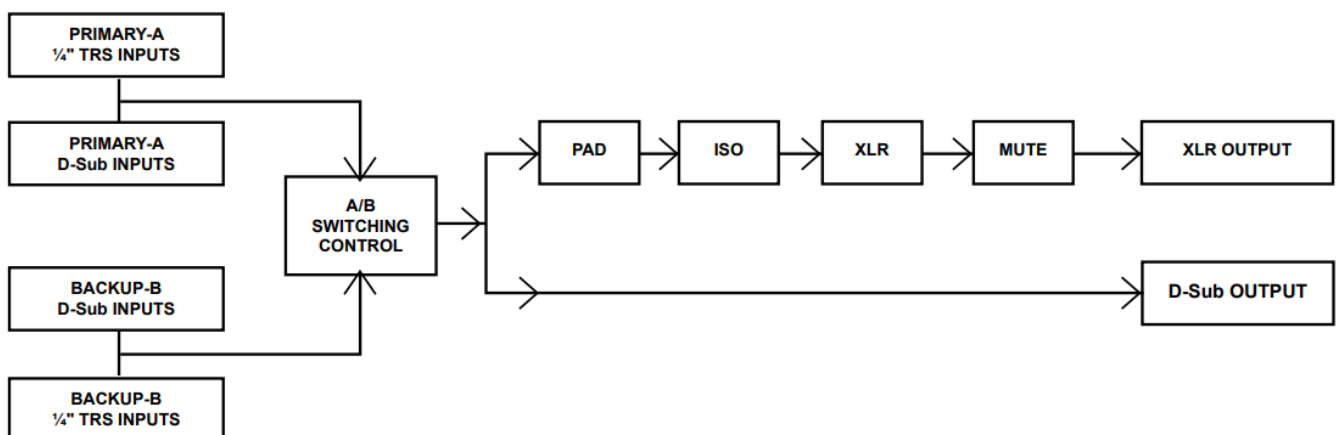 PRIMARY-A
¼" TRS INPUTS
PRIMARY-A
D-Sub INPUTS
A/B
SWITCHING
CONTROL
BACKUP-B
D-Sub INPUTS
BACKUP-B
¼" TRS INPUTS
PAD
ISO
XLR
MUTE
XLR OUTPUT
D-Sub OUTPUT